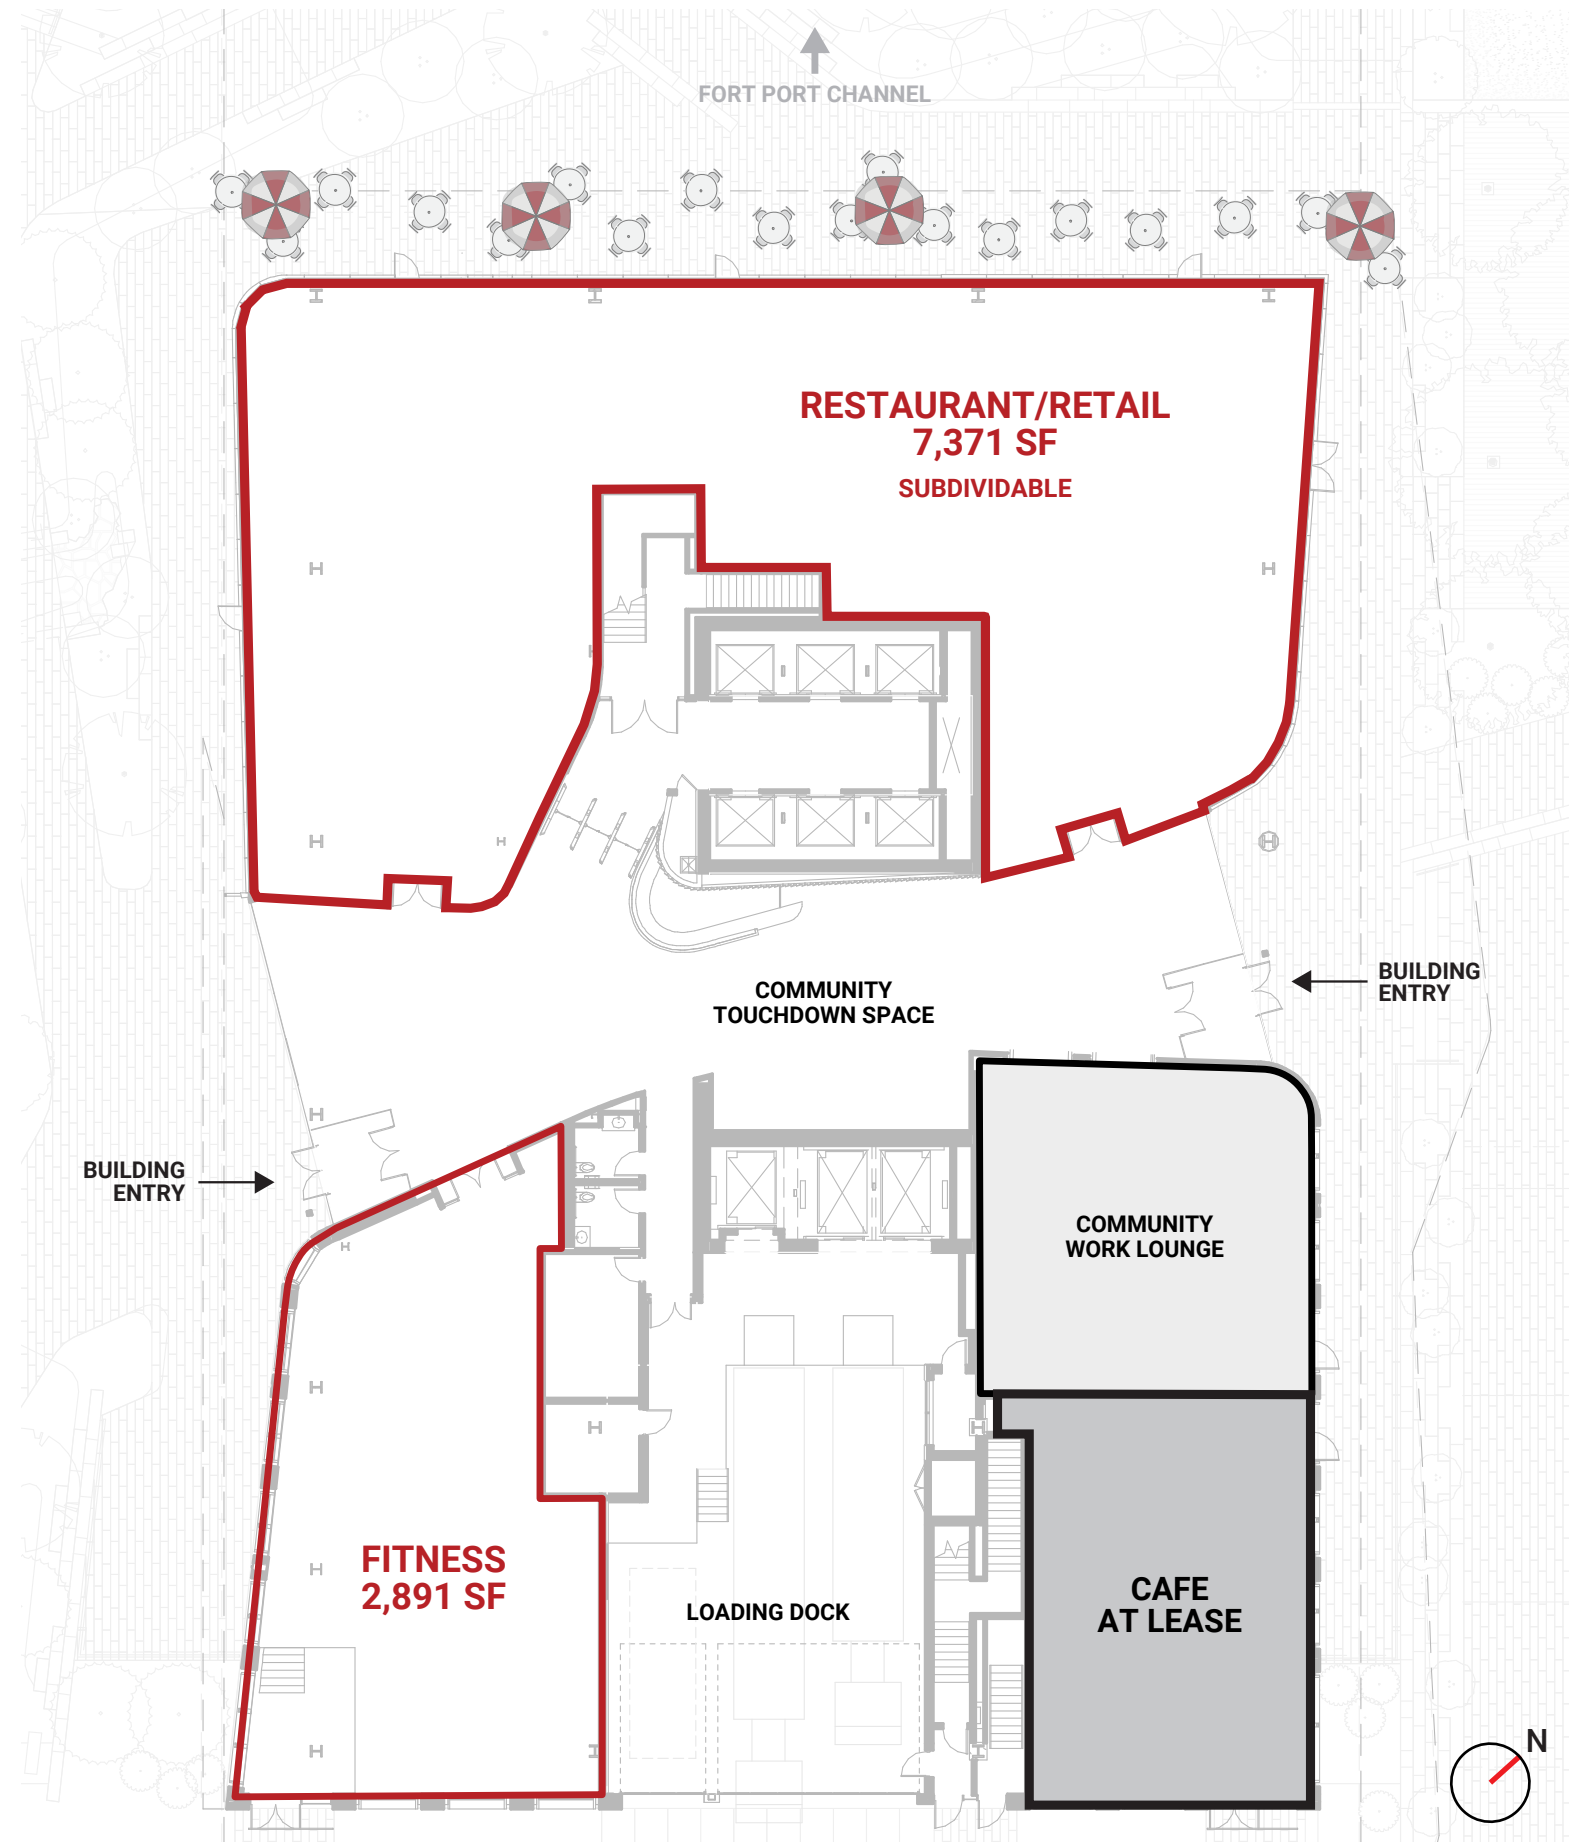 FORT PORT CHANNEL
RESTAURANT/RETAIL
7,371 SF
SUBDIVIDABLE
COMMUNITY
TOUCHDOWN SPACE
BUILDING
ENTRY
BUILDING
ENTRY
COMMUNITY
WORK LOUNGE
FITNESS
2,891 SF
LOADING DOCK
CAFE
AT LEASE
N